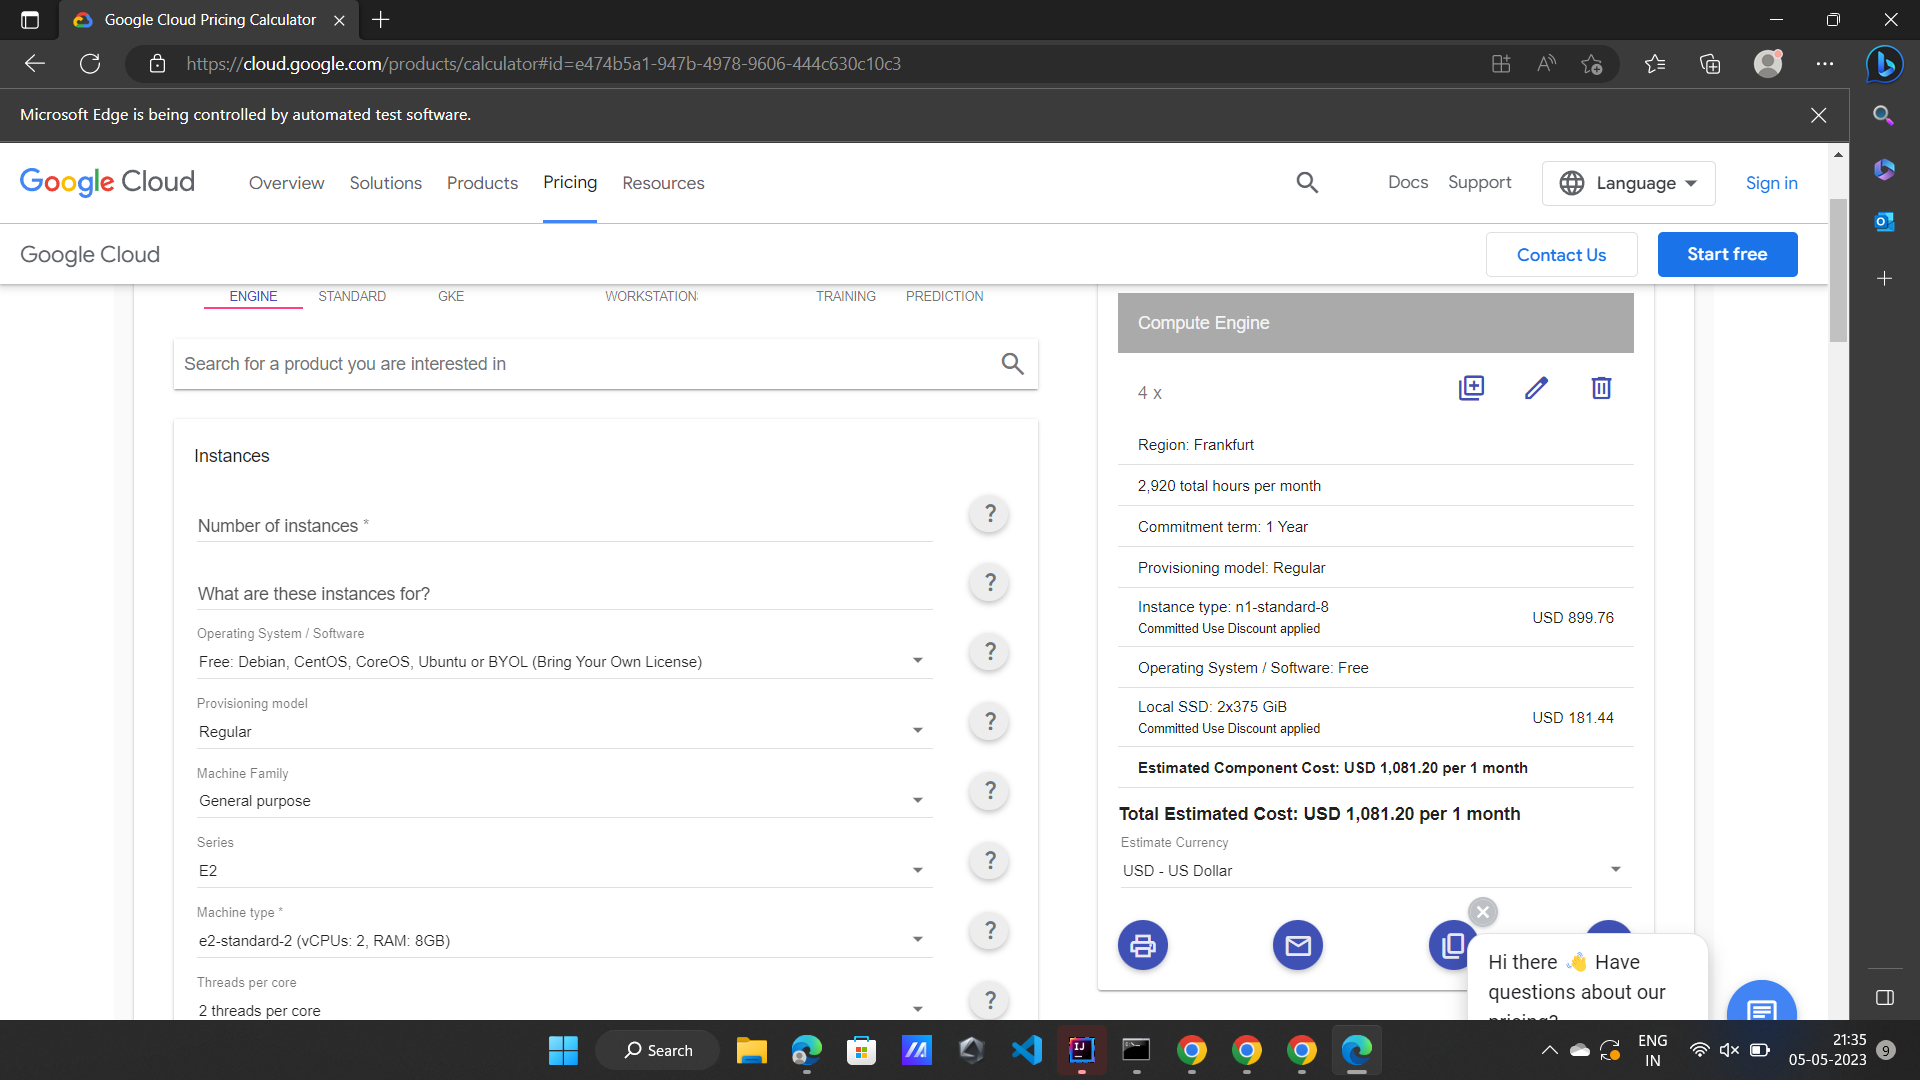 Google Cloud Pricing Calculator
https://cloud.google.com/products/calculator#id=e474b5a1-947b-4978-9606-444c630c10c3
Microsoft Edge is being controlled by automated test software.
Google Cloud
Overview
Solutions
Products
Pricing
Resources
Docs
Support
Language
Sign in
Google Cloud
Contact Us
Start free
ENGINE
STANDARD
GKE
WORKSTATION
TRAINING
PREDICTION
Search for a product you are interested in
Instances
Number of instances *
?
What are these instances for?
?
Operating System / Software
Free: Debian, CentOS, CoreOS, Ubuntu or BYOL (Bring Your Own License)
?
Provisioning model
Regular
?
Machine Family
General purpose
?
Series
E2
?
Machine type *
e2-standard-2 (vCPUs: 2, RAM: 8GB)
?
Threads per core
2 threads per core
?
Compute Engine
4 x
Region: Frankfurt
2,920 total hours per month
Commitment term: 1 Year
Provisioning model: Regular
Instance type: n1-standard-8
Committed Use Discount applied
USD 899.76
Operating System / Software: Free
Local SSD: 2x375 GiB
Committed Use Discount applied
USD 181.44
Estimated Component Cost: USD 1,081.20 per 1 month
Total Estimated Cost: USD 1,081.20 per 1 month
Estimate Currency
USD - US Dollar
Hi there 👋 Have
questions about our
pricing?
Search
ENG
IN
21:35
05-05-2023
9